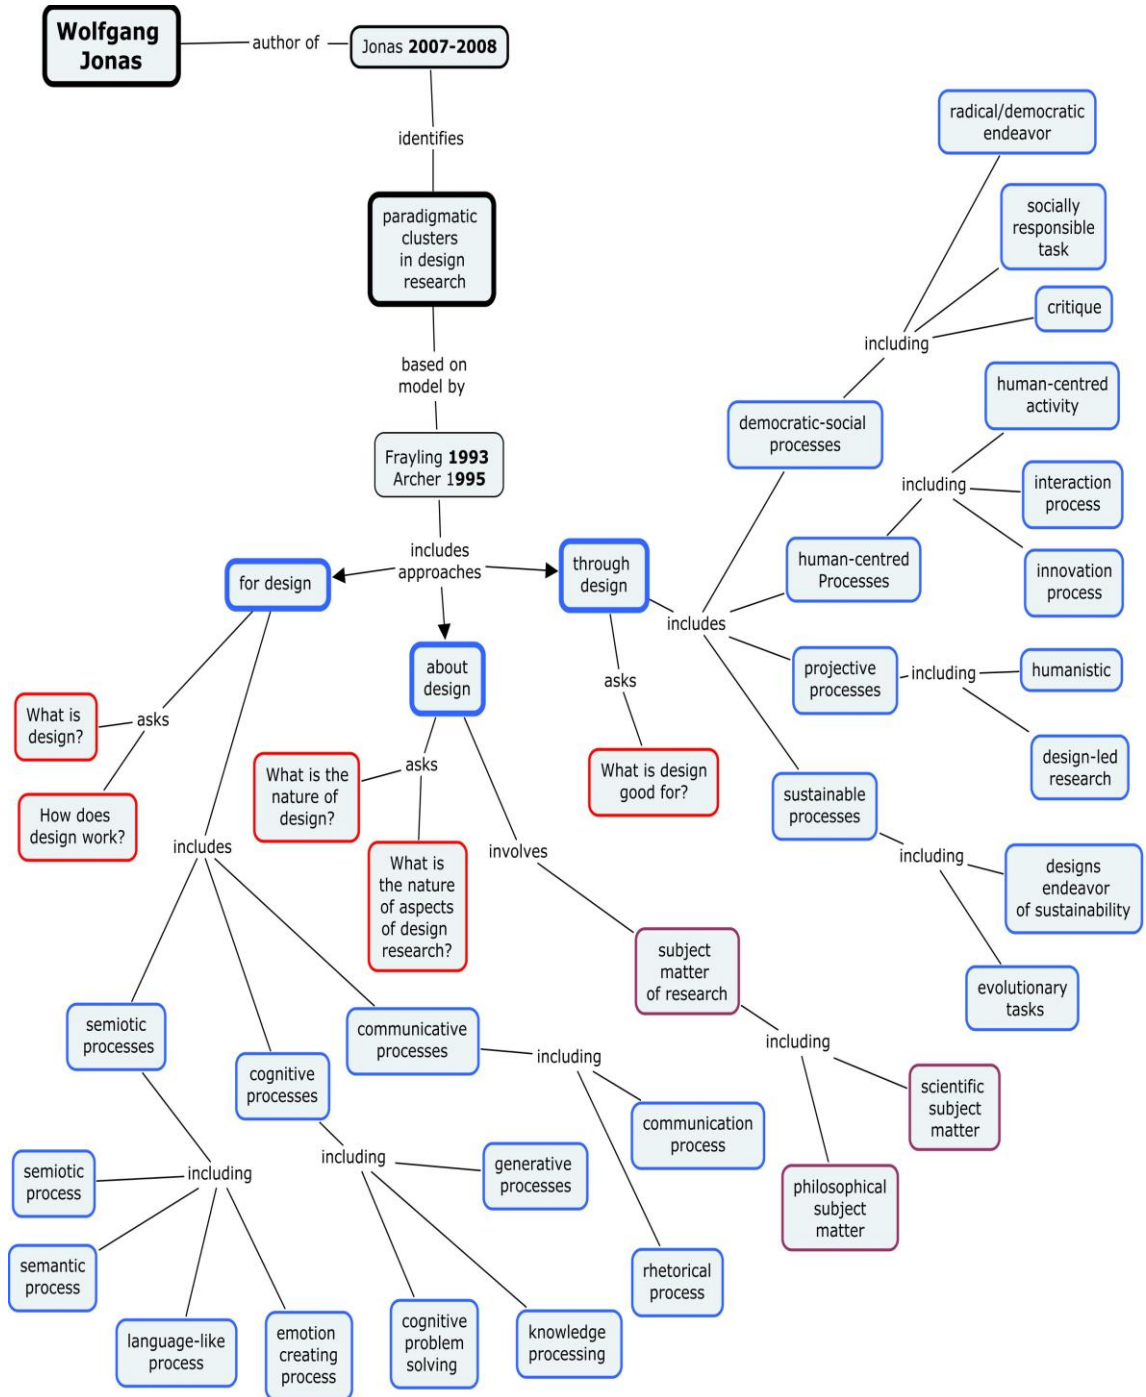 Wolfgang
Jonas
author of
Jonas 2007-2008
identifies
paradigmatic
clusters
in design
research
based on
model by
Frayling 1993
Archer 1995
includes
approaches
for design
about
design
through
design
asks
What is
design?
How does
design work?
asks
What is the
nature of
design?
What is
the nature
of aspects
of design
research?
asks
What is design
good for?
includes
democratic-social
processes
including
radical/democratic
endeavor
socially
responsible
task
critique
human-centred
Processes
including
human-centred
activity
interaction
process
innovation
process
projective
processes
including
humanistic
design-led
research
sustainable
processes
including
designs
endeavor
of sustainability
evolutionary
tasks
involves
subject
matter
of research
including
scientific
subject
matter
philosophical
subject
matter
includes
semiotic
processes
including
semiotic
process
semantic
process
language-like
process
emotion
creating
process
cognitive
processes
including
generative
processes
cognitive
problem
solving
knowledge
processing
communicative
processes
including
communication
process
rhetorical
process